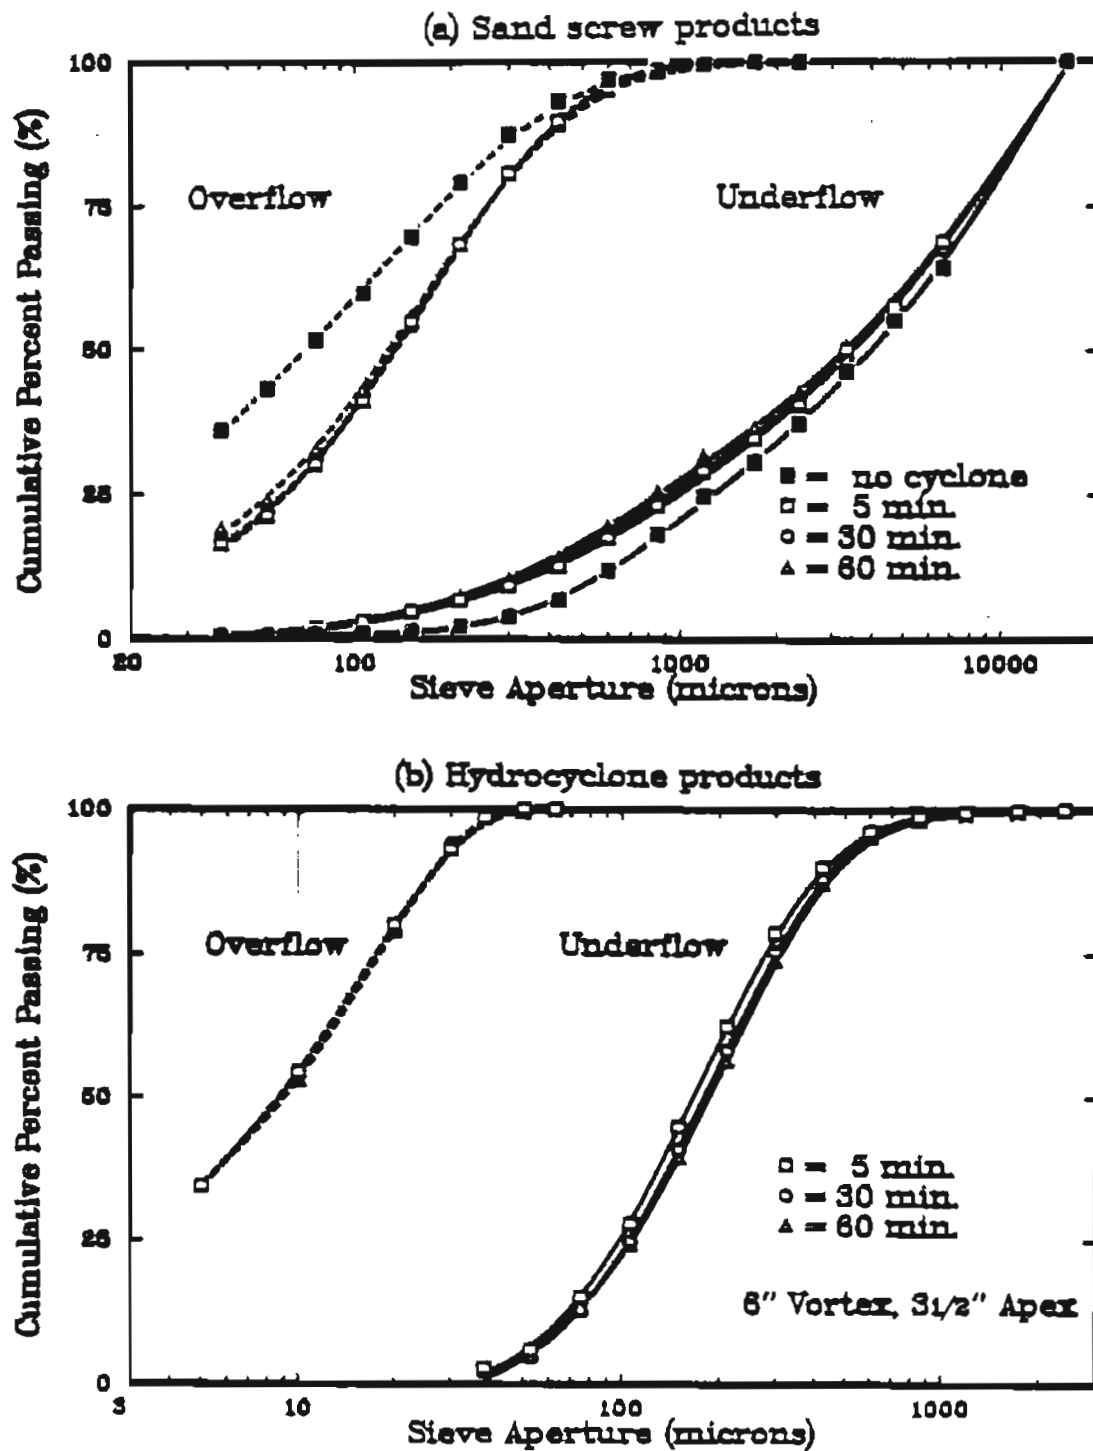 (a) Sand screw products
100
75
50
25
0
Cumulative Percent Passing (%)
Overflow
Underflow
■ = no cyclone
□ = 5 min.
○ = 30 min.
△ = 60 min.
20 100 1000 10000
Sieve Aperture (microns)
(b) Hydrocyclone products
100
75
50
25
0
Cumulative Percent Passing (%)
Overflow
Underflow
□ = 5 min.
○ = 30 min.
△ = 60 min.
6" Vortex, 31/2" Apex
3 10 100 1000
Sieve Aperture (microns)